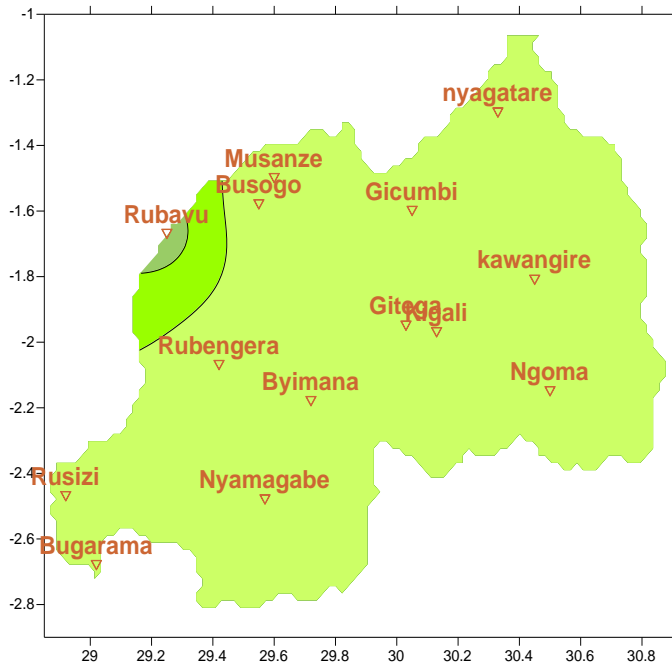 -1
-1.2
-1.4
-1.6
-1.8
-2
-2.2
-2.4
-2.6
-2.8
nyagatare
Musanze
Busogo
Gicumbi
Rubavu
kawangire
Gitega
Kigali
Rubengera
Byimana
Ngoma
Rusizi
Nyamagabe
Bugarama
29 29.2 29.4 29.6 29.8 30 30.2 30.4 30.6 30.8